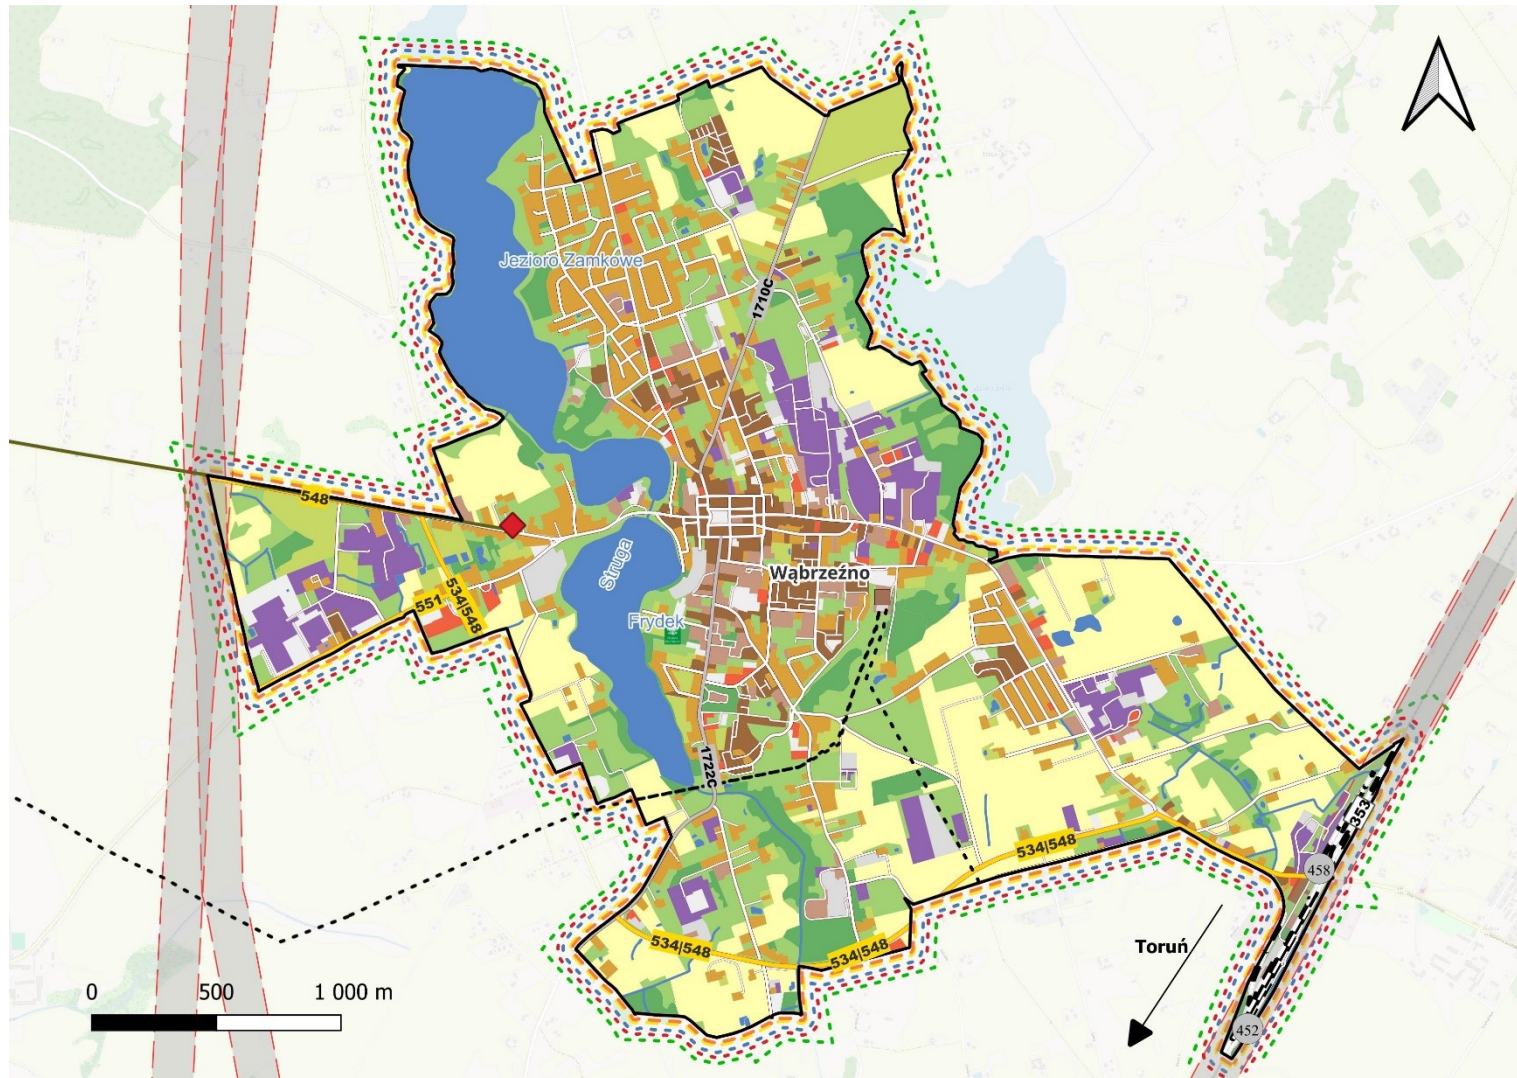 Jezioro Zamkowe
1710C
548
Struga
Wąbrzeźno
534|548
551
Frydek
1722C
353
534|548
458
534|548
534|548
Toruń
452
0 500 1 000 m